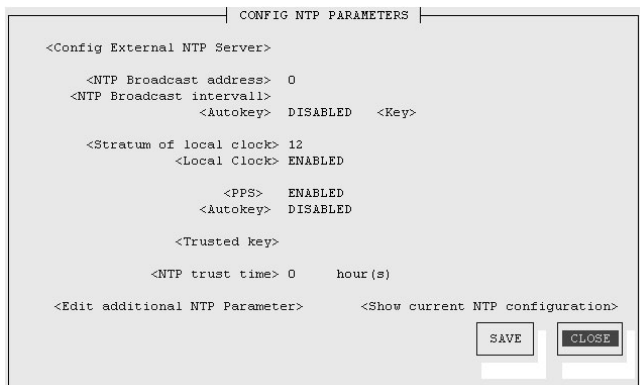 CONFIG NTP PARAMETERS
<Config External NTP Server>
<NTP Broadcast address> 0
<NTP Broadcast intervall>
<Autokey> DISABLED <Key>
<Stratum of local clock> 12
<Local Clock> ENABLED
<PPS> ENABLED
<Autokey> DISABLED
<Trusted key>
<NTP trust time> 0 hour(s)
<Edit additional NTP Parameter> <Show current NTP configuration>
SAVE CLOSE